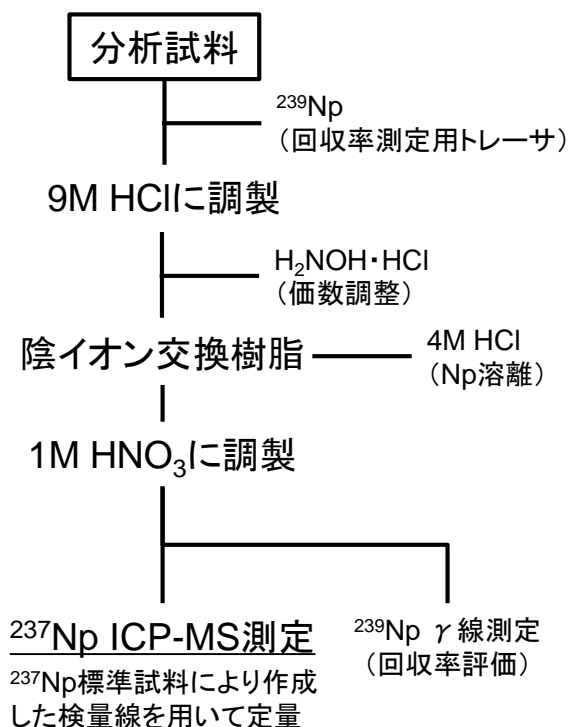 分析試料
²³⁹Np
（回収率測定用トレーサ）
9M HClに調製
H₂NOH・HCl
（価数調整）
陰イオン交換樹脂
4M HCl
（Np溶離）
1M HNO₃に調製
²³⁷Np ICP-MS測定
²³⁷Np標準試料により作成
した検量線を用いて定量
²³⁹Np γ線測定
（回収率評価）